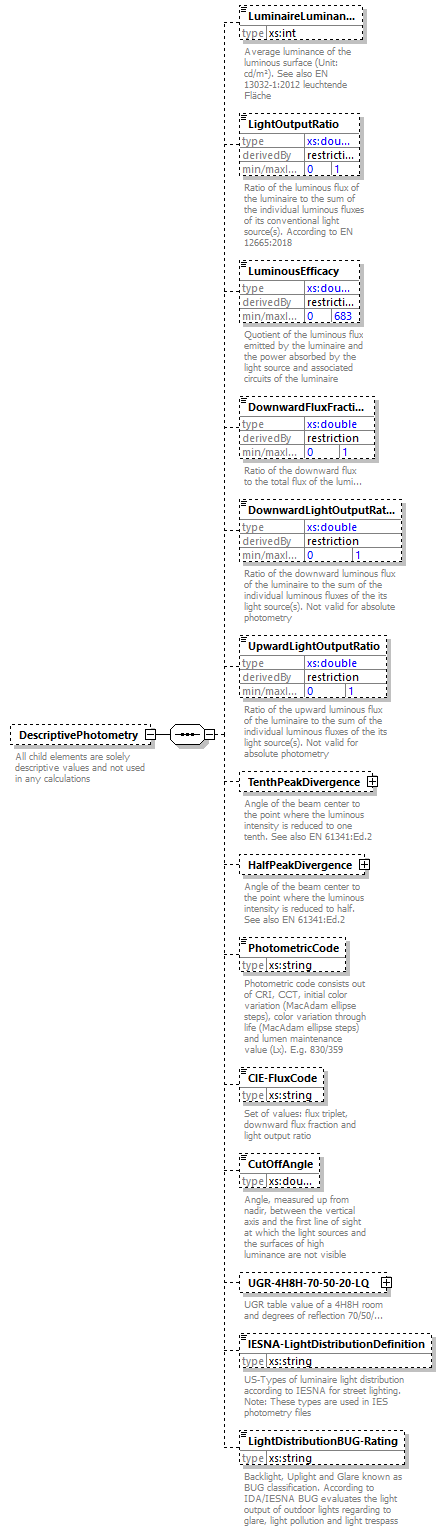 LuminaireLuminan...
type xs:int
Average luminance of the
luminous surface (Unit:
cd/m²). See also EN
13032-1:2012 leuchtende
Fläche
LightOutputRatio
type xs:dou...
derivedBy restricti...
min/maxI... 0 1
Ratio of the luminous flux of
the luminaire to the sum of
the individual luminous fluxes
of its conventional light
source(s). According to EN
12665:2018
LuminousEfficacy
type xs:dou...
derivedBy restricti...
min/maxI... 0 683
Quotient of the luminous flux
emitted by the luminaire and
the power absorbed by the
light source and associated
circuits of the luminaire
DownwardFluxFracti...
type xs:double
derivedBy restriction
min/maxI... 0 1
Ratio of the downward flux
to the total flux of the lumi...
DownwardLightOutputRat...
type xs:double
derivedBy restriction
min/maxI... 0 1
Ratio of the downward luminous flux
of the luminaire to the sum of the
individual luminous fluxes of the its
light source(s). Not valid for absolute
photometry
UpwardLightOutputRatio
type xs:double
derivedBy restriction
min/maxI... 0 1
Ratio of the upward luminous flux
of the luminaire to the sum of the
individual luminous fluxes of the its
light source(s). Not valid for
absolute photometry
DescriptivePhotometry
All child elements are solely
descriptive values and not used
in any calculations
TenthPeakDivergence
Angle of the beam center to
the point where the luminous
intensity is reduced to one
tenth. See also EN 61341:Ed.2
HalfPeakDivergence
Angle of the beam center to
the point where the luminous
intensity is reduced to half.
See also EN 61341:Ed.2
PhotometricCode
type xs:string
Photometric code consists out
of CRI, CCT, initial color
variation (MacAdam ellipse
steps), color variation through
life (MacAdam ellipse steps)
and lumen maintenance
value (Lx). E.g. 830/359
CIE-FluxCode
type xs:string
Set of values: flux triplet,
downward flux fraction and
light output ratio
CutOffAngle
type xs:dou...
Angle, measured up from
nadir, between the vertical
axis and the first line of sight
at which the light sources and
the surfaces of high
luminance are not visible
UGR-4H8H-70-50-20-LQ
UGR table value of a 4H8H room
and degrees of reflection 70/50/...
IESNA-LightDistributionDefinition
type xs:string
US-Types of luminaire light distribution
according to IESNA for street lighting.
Note: These types are used in IES
photometry files
LightDistributionBUG-Rating
type xs:string
Backlight, Uplight and Glare known as
BUG classification. According to
IDA/IESNA BUG evaluates the light
output of outdoor lights regarding to
glare, light pollution and light trespass